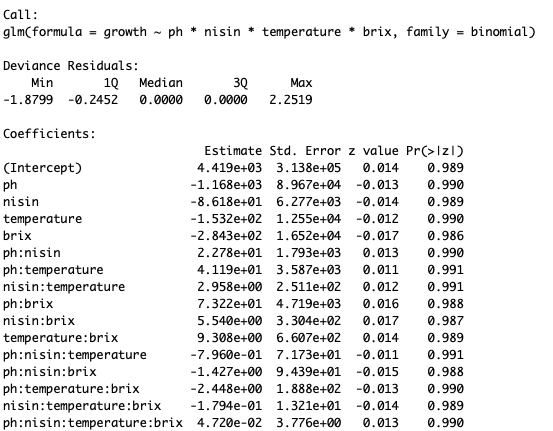 Call:
glm(formula = growth ~ ph * nisin * temperature * brix, family = binomial)
Deviance Residuals:
Min 1Q Median 3Q Max
-1.8799 -0.2452 0.0000 0.0000 2.2519
Coefficients:
Estimate Std. Error z value Pr(>|z|)
(Intercept) 4.419e+03 3.138e+05 0.014 0.989
ph -1.168e+03 8.967e+04 -0.013 0.990
nisin -8.618e+01 6.277e+03 -0.014 0.989
temperature -1.532e+02 1.255e+04 -0.012 0.990
brix -2.843e+02 1.652e+04 -0.017 0.986
ph:nisin 2.278e+01 1.793e+03 0.013 0.990
ph:temperature 4.119e+01 3.587e+03 0.011 0.991
nisin:temperature 2.958e+00 2.511e+02 0.012 0.991
ph:brix 7.322e+01 4.719e+03 0.016 0.988
nisin:brix 5.540e+00 3.304e+02 0.017 0.987
temperature:brix 9.308e+00 6.607e+02 0.014 0.989
ph:nisin:temperature -7.960e-01 7.173e+01 -0.011 0.991
ph:nisin:brix -1.427e+00 9.439e+01 -0.015 0.988
ph:temperature:brix -2.448e+00 1.888e+02 -0.013 0.990
nisin:temperature:brix -1.794e-01 1.321e+01 -0.014 0.989
ph:nisin:temperature:brix 4.720e-02 3.776e+00 0.013 0.990